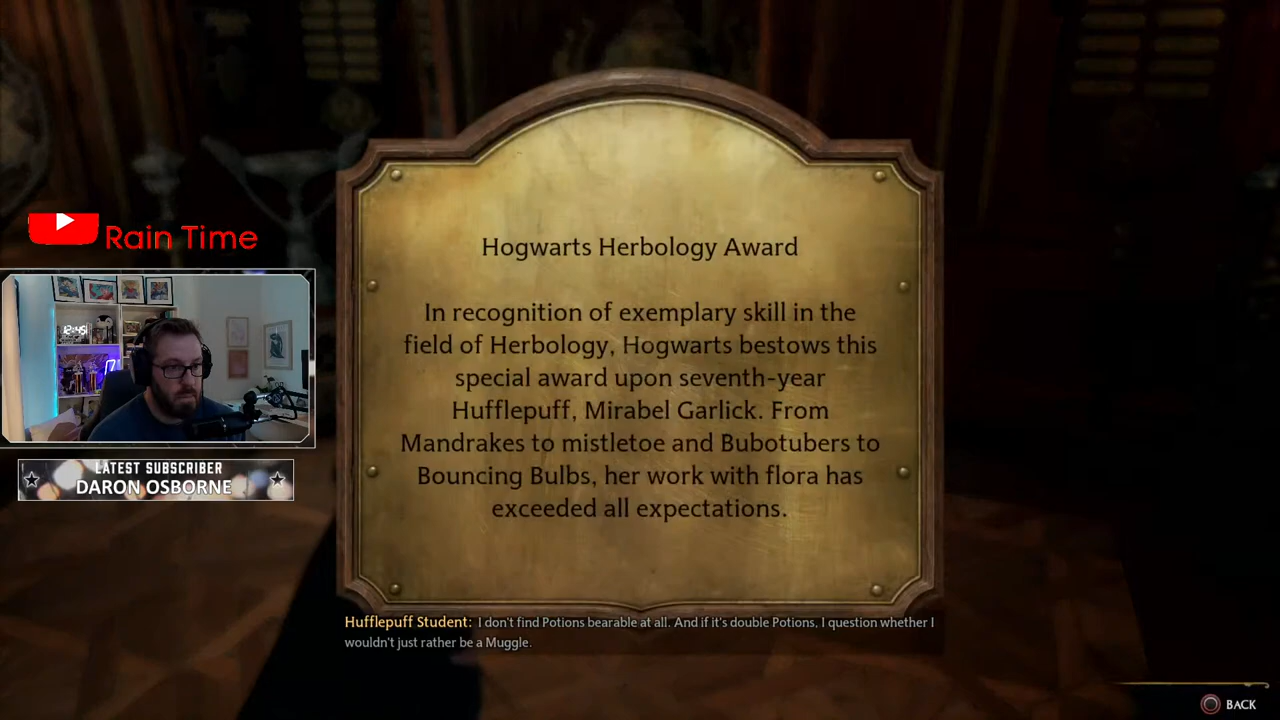 Hogwarts Herbology Award
In recognition of exemplary skill in the
field of Herbology, Hogwarts bestows this
special award upon seventh-year
Hufflepuff, Mirabel Garlick. From
Mandrakes to mistletoe and Bubotubers to
Bouncing Bulbs, her work with flora has
exceeded all expectations.
Rain Time
12:45
LATEST SUBSCRIBER
DARON OSBORNE
Hufflepuff Student: I don't find Potions bearable at all. And if it's double Potions, I question whether I
wouldn't just rather be a Muggle.
BACK